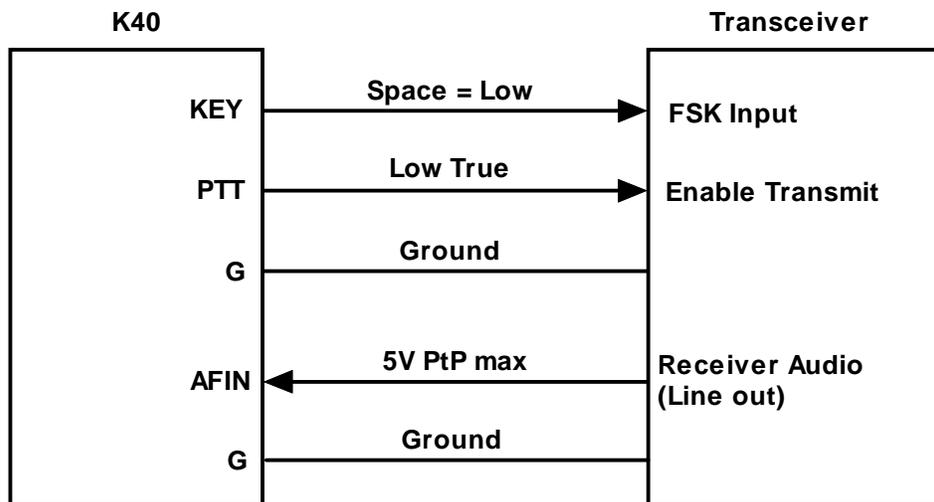 K40
Transceiver
KEY
Space = Low
FSK Input
PTT
Low True
Enable Transmit
G
Ground
AFIN
5V PtP max
Receiver Audio
(Line out)
G
Ground